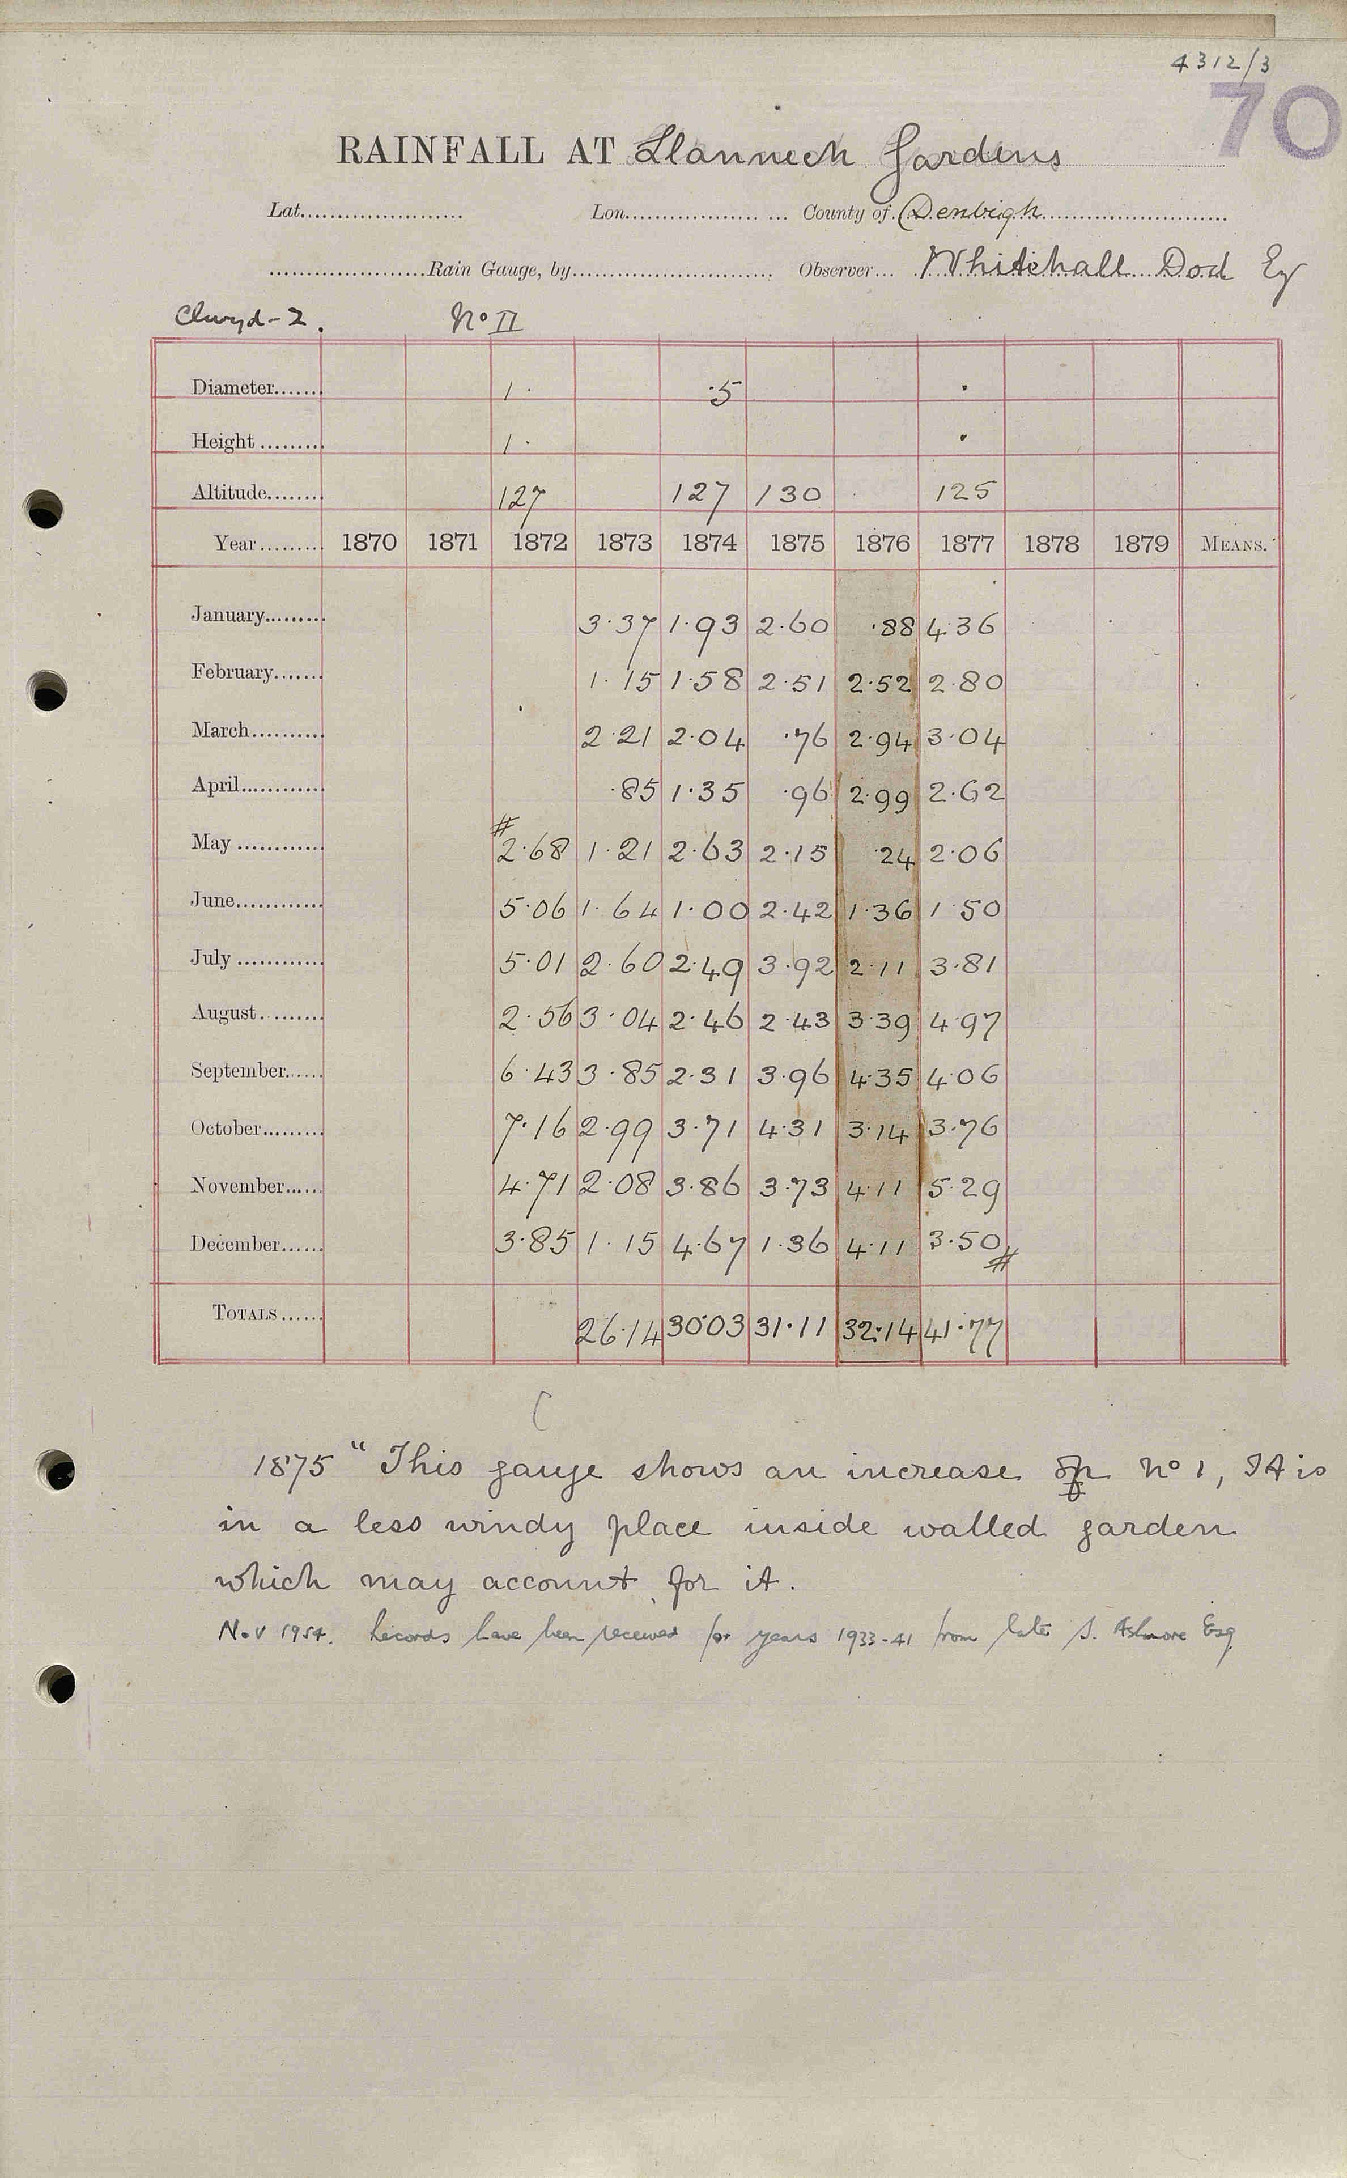 4312/3
70
RAINFALL AT Llannech Gardens
Lat. Lon. County of Denbigh
Rain Gauge, by Observer Whitehall Dod Esq
Clwyd-2. No II
Diameter 1· ·5 ·
Height 1· ·
Altitude 127 127 130 · 125
Year 1870 1871 1872 1873 1874 1875 1876 1877 1878 1879 MEANS.
January 3·37 1·93 2·60 ·88 4·36
February 1·15 1·58 2·51 2·52 2·80
March 2·21 2·04 ·76 2·94 3·04
April ·85 1·35 ·96 2·99 2·62
May #2·68 1·21 2·63 2·15 ·24 2·06
June 5·06 1·64 1·00 2·42 1·36 1·50
July 5·01 2·60 2·49 3·92 2·11 3·81
August 2·56 3·04 2·46 2·43 3·39 4·97
September 6·43 3·85 2·31 3·96 4·35 4·06
October 7·16 2·99 3·71 4·31 3·14 3·76
November 4·71 2·08 3·86 3·73 4·11 5·29
December 3·85 1·15 4·67 1·36 4·11 3·50#
TOTALS 26·14 30·03 31·11 32·14 41·77
1875 "This gauge shows an increase on No 1, It is
in a less windy place inside walled garden
which may account for it.
Nov 1954. Records have been received for years 1933-41 from late S. Ashmore Esq